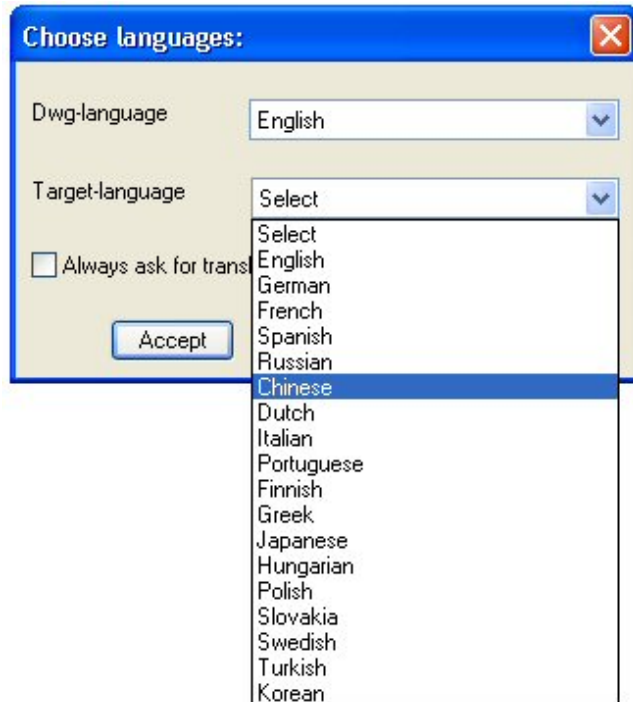 Choose languages:
Dwg-language English
Target-language Select
Select
English
Always ask for transl
German
French
Accept
Spanish
Russian
Chinese
Dutch
Italian
Portuguese
Finnish
Greek
Japanese
Hungarian
Polish
Slovakia
Swedish
Turkish
Korean